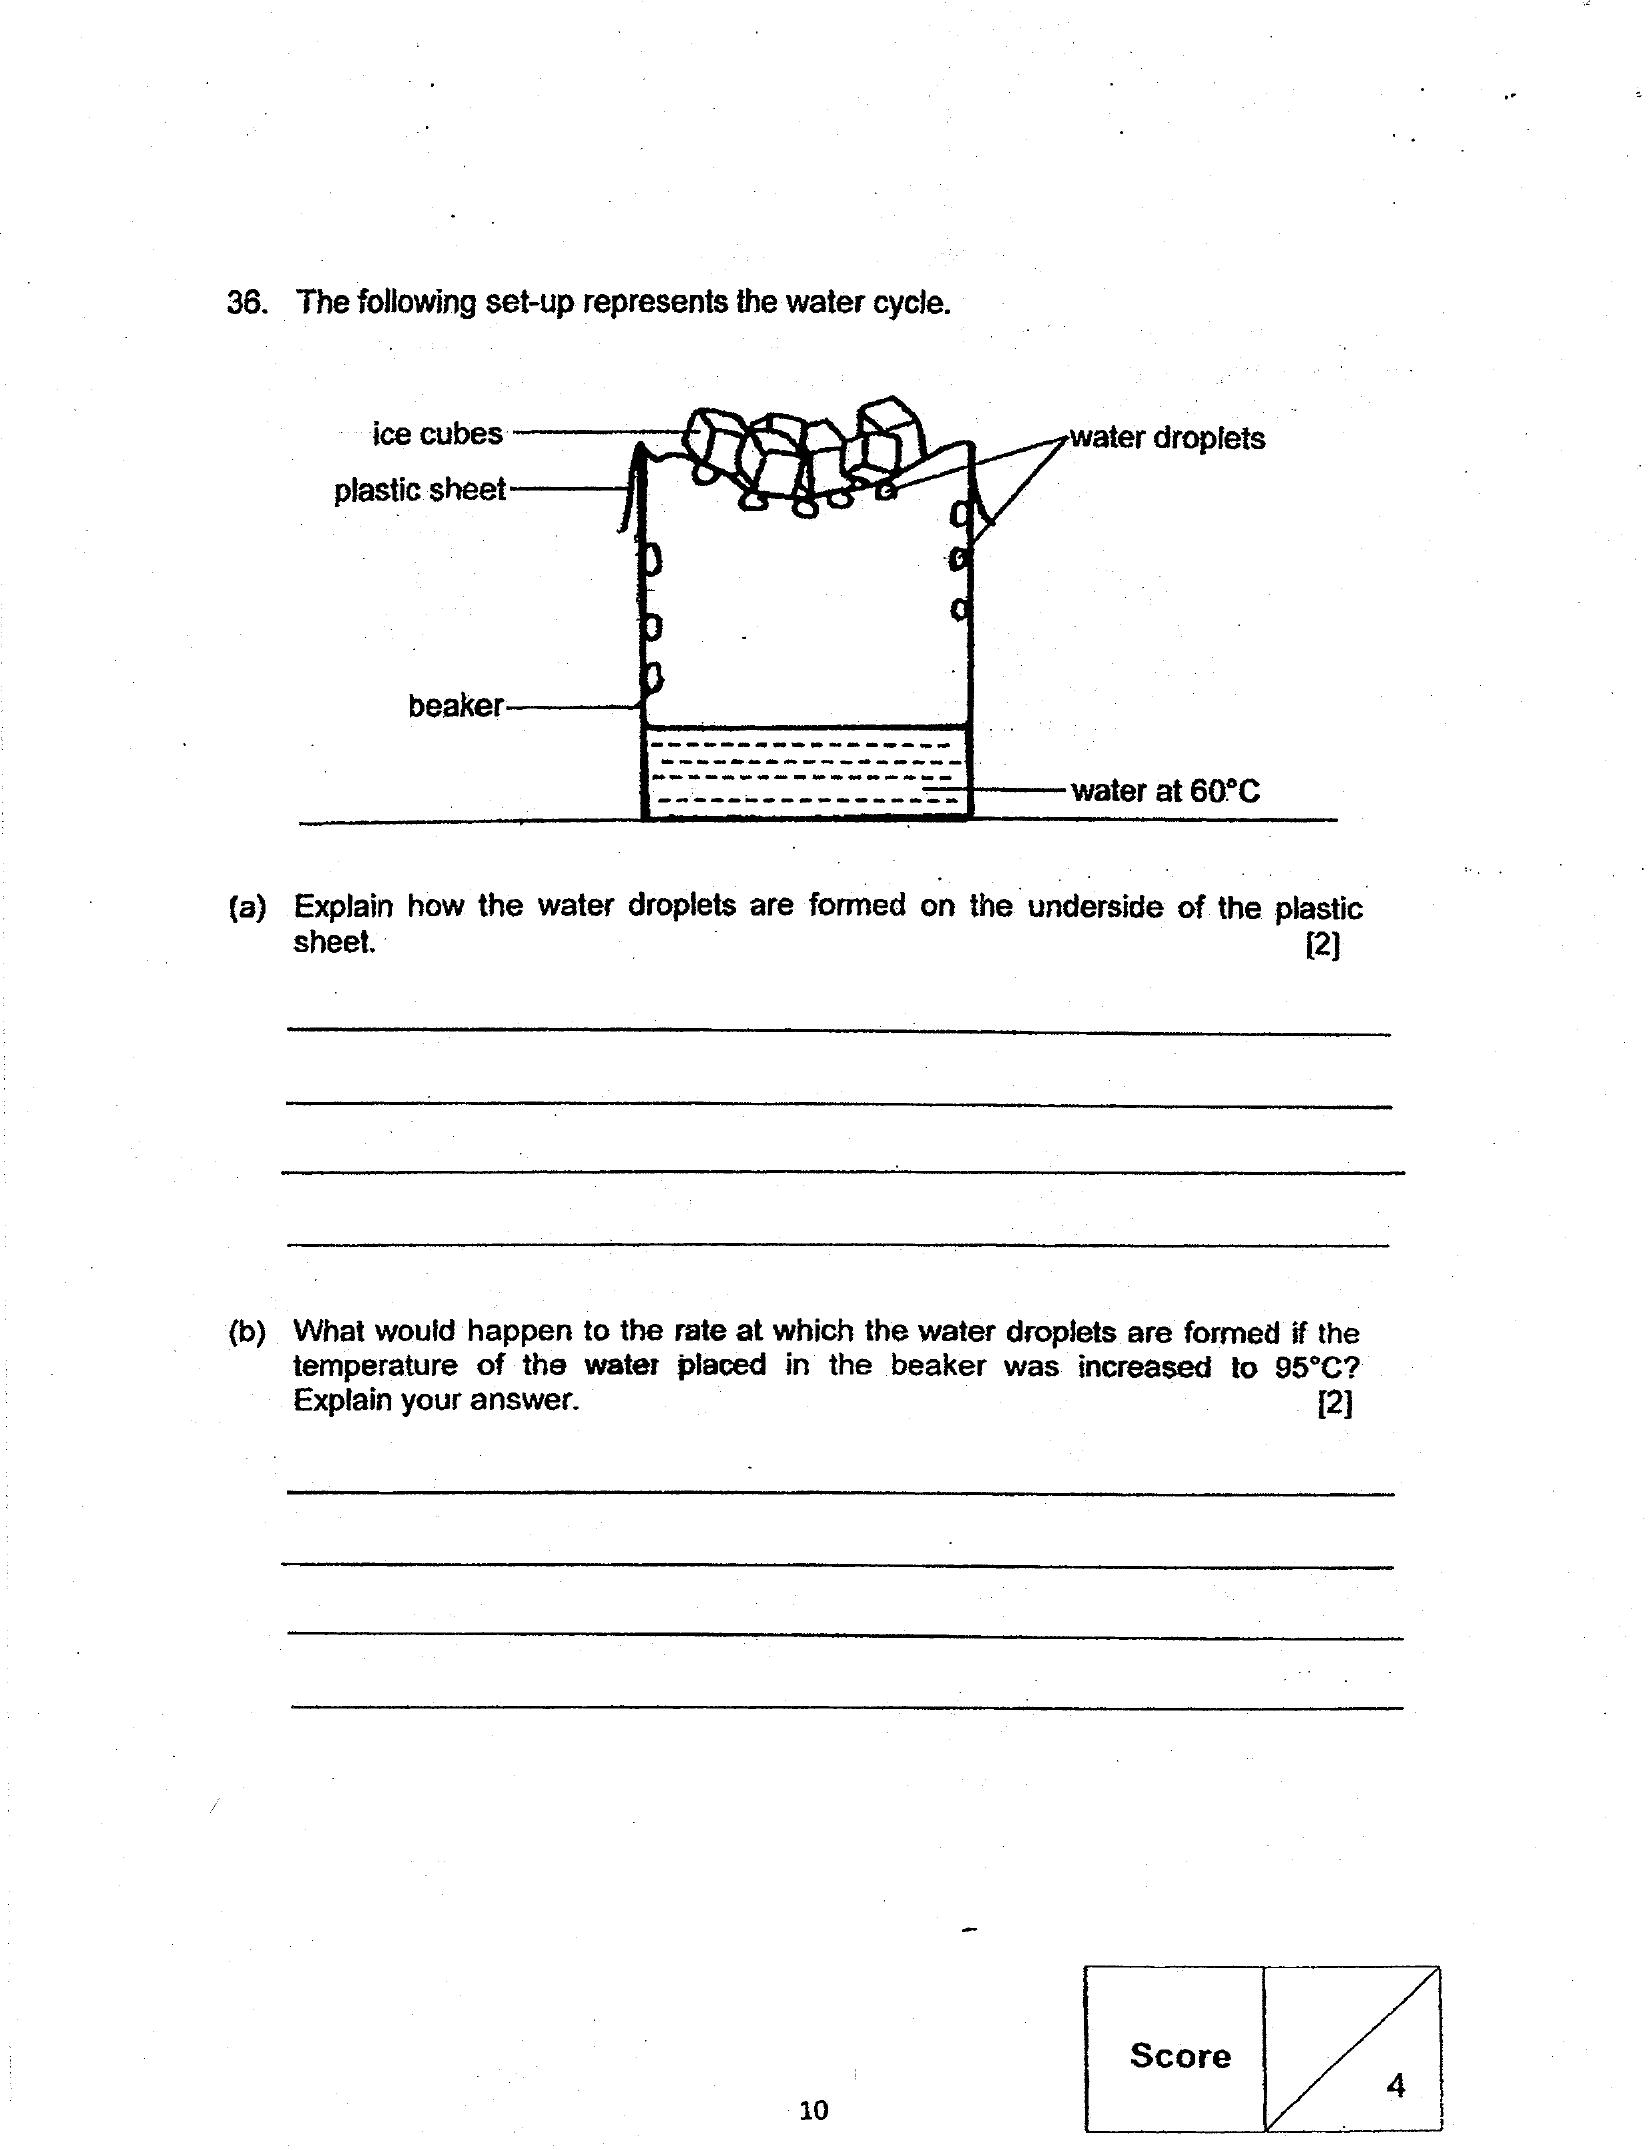 36. The following set-up represents the water cycle.
ice cubes
water droplets
plastic sheet
beaker
water at 60°C
(a) Explain how the water droplets are formed on the underside of the plastic
sheet. [2]
(b) What would happen to the rate at which the water droplets are formed if the
temperature of the water placed in the beaker was increased to 95°C?
Explain your answer. [2]
Score
4
10